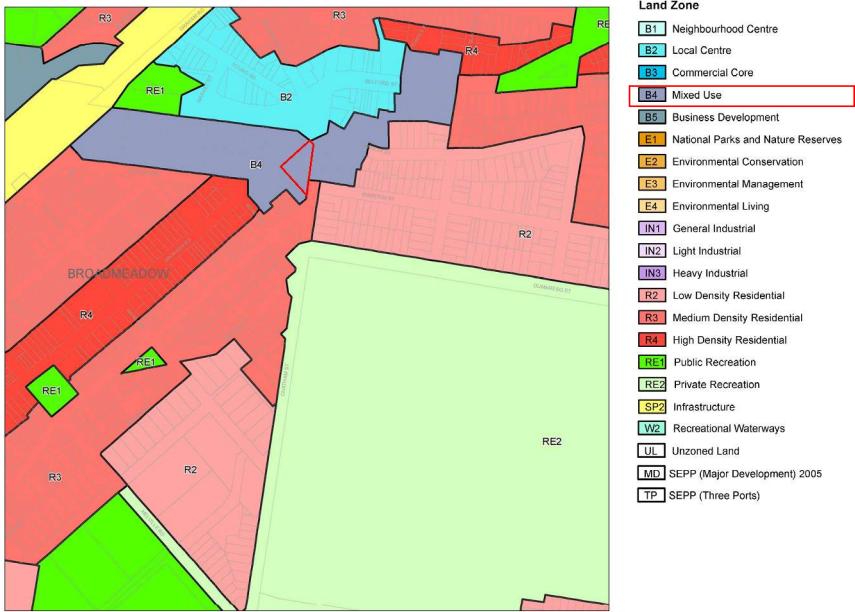 R3
R3
RE
R4
RE1
B2
B4
R2
BROADMEADOW
R4
DUMARESQ ST
RE1
RE1
CHATHAM ST
RE2
R2
R3
Land Zone
B1 Neighbourhood Centre
B2 Local Centre
B3 Commercial Core
B4 Mixed Use
B5 Business Development
E1 National Parks and Nature Reserves
E2 Environmental Conservation
E3 Environmental Management
E4 Environmental Living
IN1 General Industrial
IN2 Light Industrial
IN3 Heavy Industrial
R2 Low Density Residential
R3 Medium Density Residential
R4 High Density Residential
RE1 Public Recreation
RE2 Private Recreation
SP2 Infrastructure
W2 Recreational Waterways
UL Unzoned Land
MD SEPP (Major Development) 2005
TP SEPP (Three Ports)